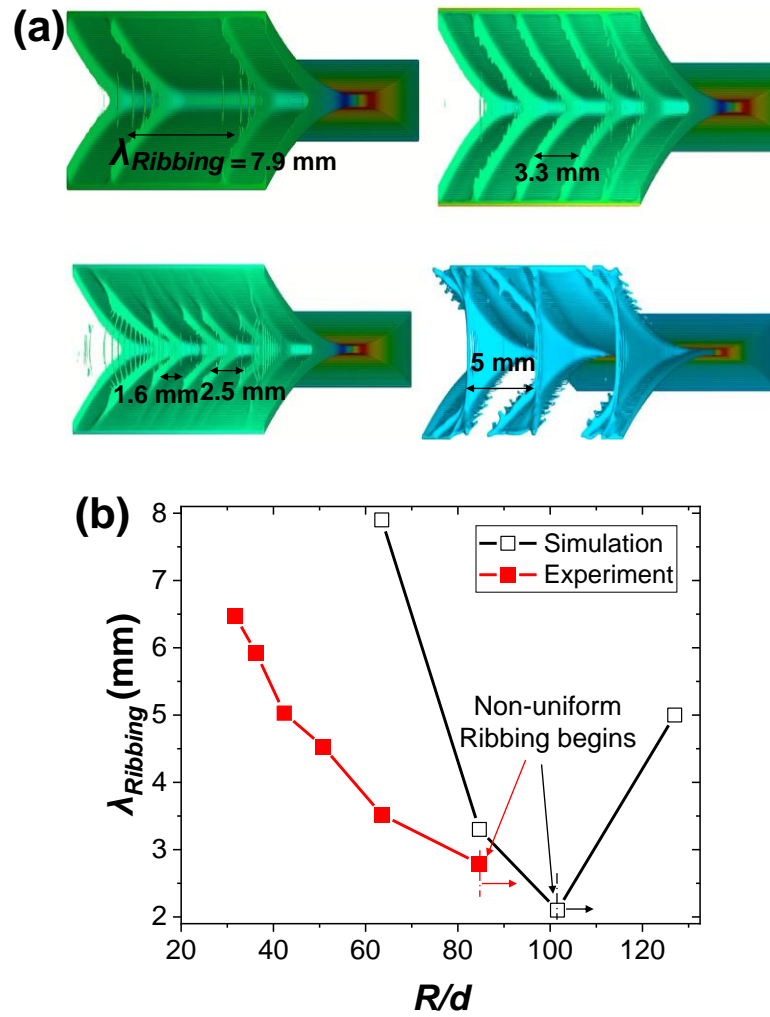 (a)
λRibbing = 7.9 mm
3.3 mm
1.6 mm
2.5 mm
5 mm
(b)
8
7
6
5
4
3
2
λRibbing (mm)
Simulation
Experiment
Non-uniform
Ribbing begins
20 40 60 80 100 120
R/d